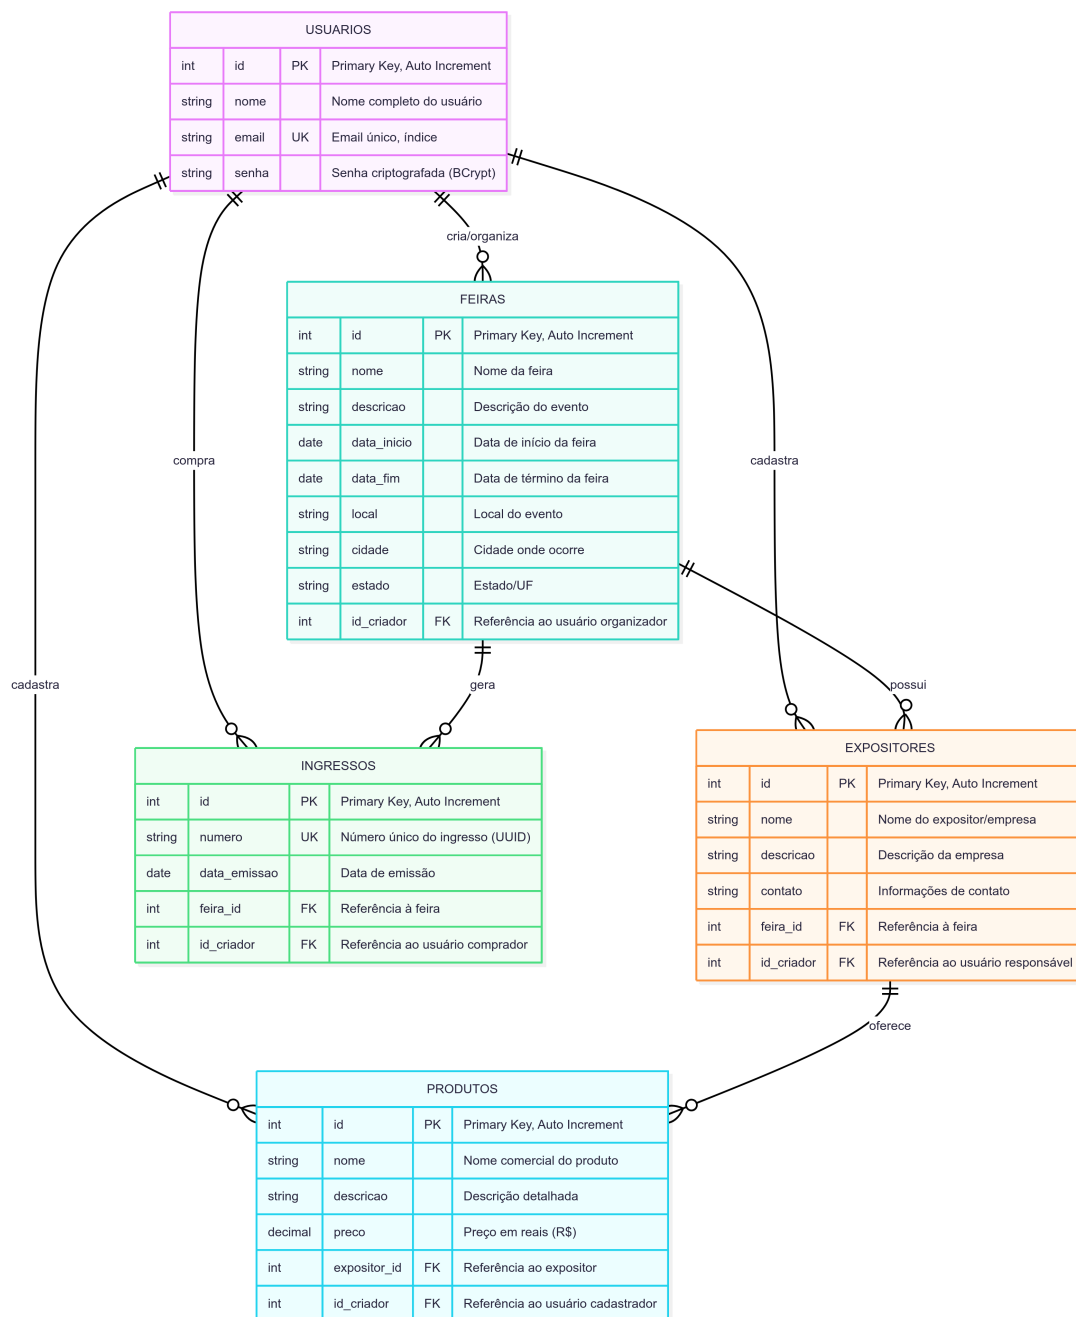 USUARIOS
int id PK Primary Key, Auto Increment
string nome Nome completo do usuário
string email UK Email único, índice
string senha Senha criptografada (BCrypt)
cria/organiza
FEIRAS
int id PK Primary Key, Auto Increment
string nome Nome da feira
string descricao Descrição do evento
date data_inicio Data de início da feira
date data_fim Data de término da feira
string local Local do evento
string cidade Cidade onde ocorre
string estado Estado/UF
int id_criador FK Referência ao usuário organizador
compra
cadastra
cadastra
gera
possui
INGRESSOS
int id PK Primary Key, Auto Increment
string numero UK Número único do ingresso (UUID)
date data_emissao Data de emissão
int feira_id FK Referência à feira
int id_criador FK Referência ao usuário comprador
EXPOSITORES
int id PK Primary Key, Auto Increment
string nome Nome do expositor/empresa
string descricao Descrição da empresa
string contato Informações de contato
int feira_id FK Referência à feira
int id_criador FK Referência ao usuário responsável
oferece
PRODUTOS
int id PK Primary Key, Auto Increment
string nome Nome comercial do produto
string descricao Descrição detalhada
decimal preco Preço em reais (R$)
int expositor_id FK Referência ao expositor
int id_criador FK Referência ao usuário cadastrador